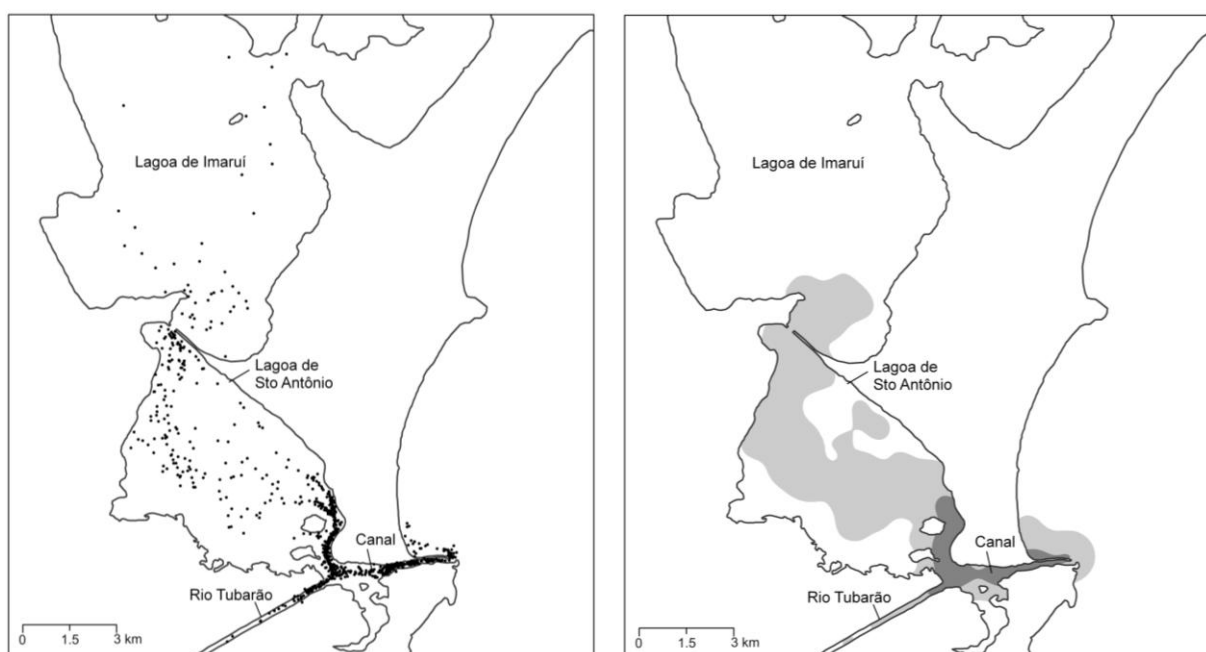 Lagoa de Imaruí
Lagoa de
Sto Antônio
Canal
Rio Tubarão
0 1.5 3 km
Lagoa de Imaruí
Lagoa de
Sto Antônio
Canal
Rio Tubarão
0 1.5 3 km